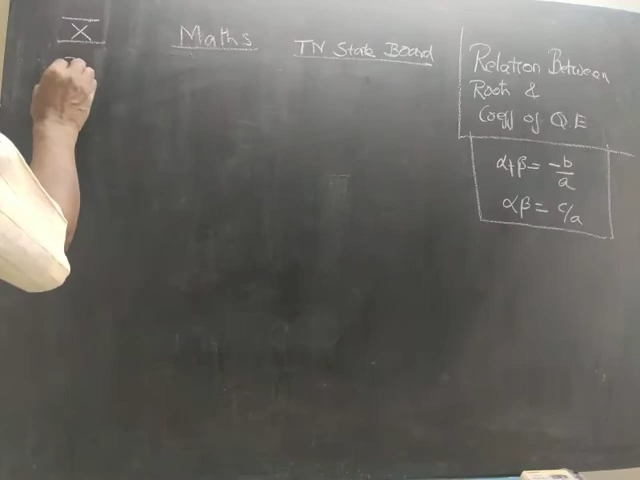 X
Maths
TN State Board
Relation Between
Roots &
Coeff of Q.E
α+β = -b/a
αβ = c/a